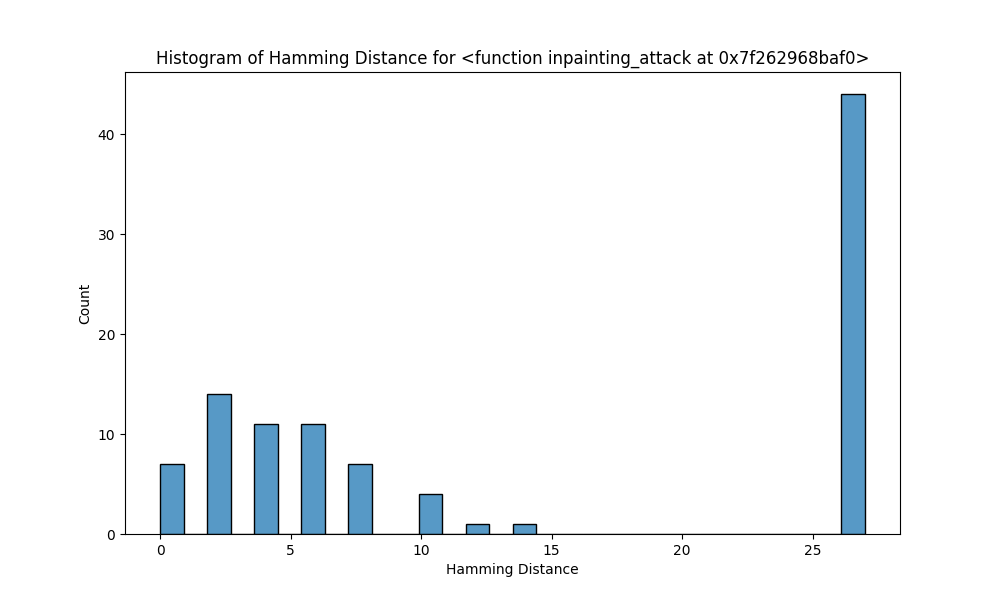 Histogram of Hamming Distance for <function inpainting_attack at 0x7f262968baf0>
Count
40
30
20
10
0
0 5 10 15 20 25
Hamming Distance